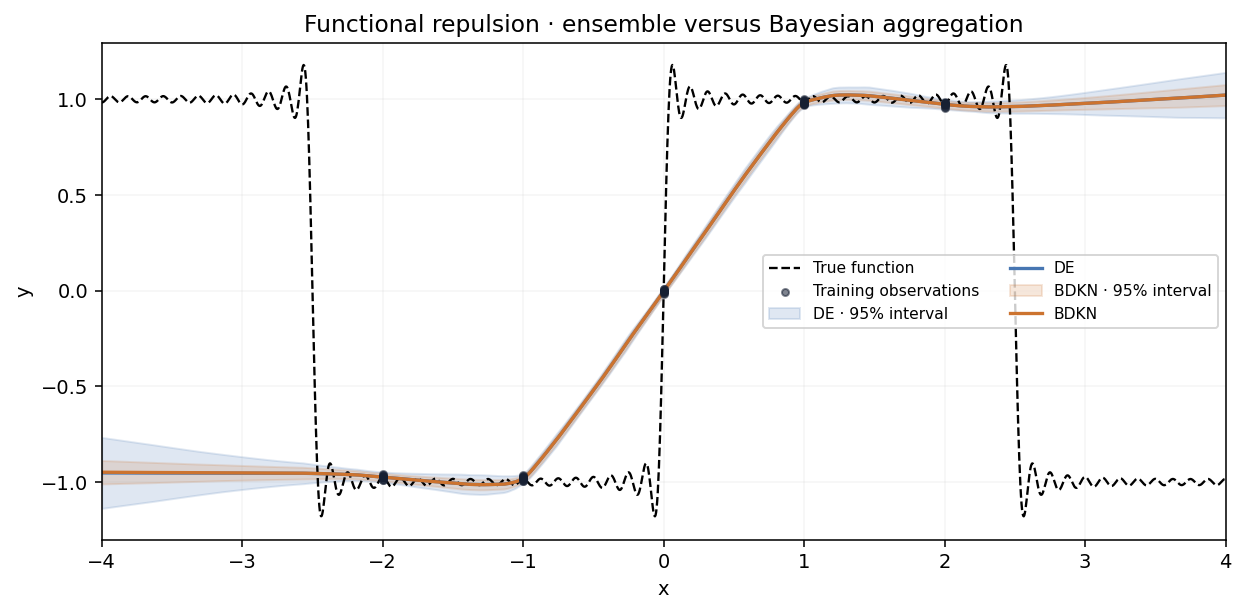 Functional repulsion · ensemble versus Bayesian aggregation
y
1.0
0.5
0.0
−0.5
−1.0
True function
Training observations
DE · 95% interval
DE
BDKN · 95% interval
BDKN
−4 −3 −2 −1 0 1 2 3 4
x